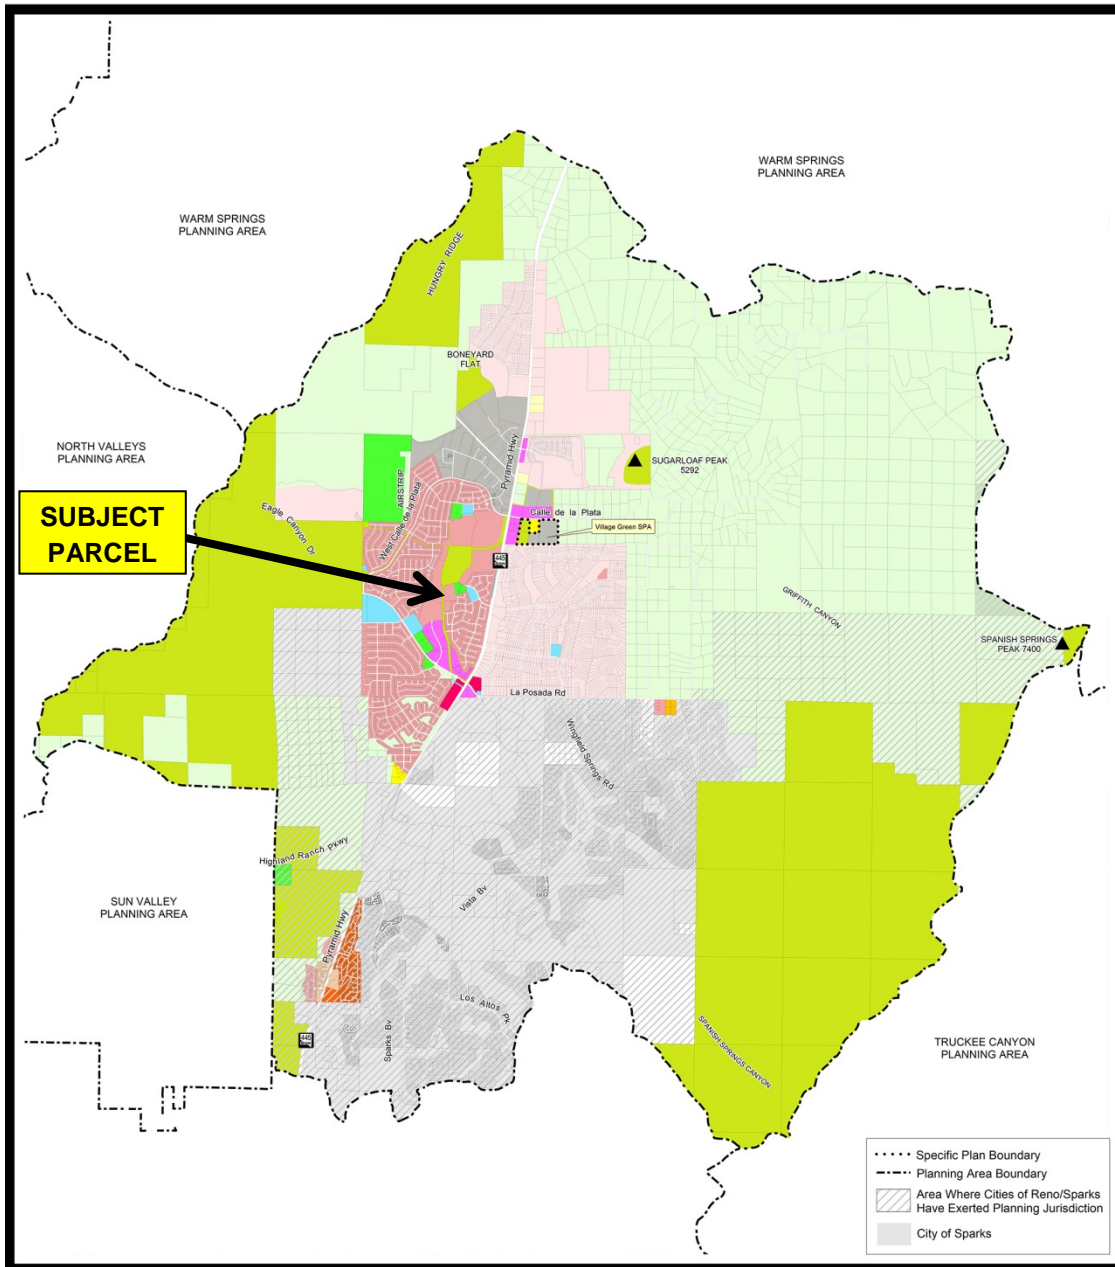 WARM SPRINGS
PLANNING AREA
WARM SPRINGS
PLANNING AREA
HUNGRY RIDGE
BONEYARD
FLAT
NORTH VALLEYS
PLANNING AREA
Pyramid Hwy
SUGARLOAF PEAK
5292
AIRSTRIP
West Calle de la Plata
Eagle Canyon Dr
SUBJECT
PARCEL
Calle de la Plata
Village Green SPA
445
GRIFFITH CANYON
SPANISH SPRINGS
PEAK 7400
La Posada Rd
Wingfield Springs Rd
Highland Ranch Pkwy
Vista Bv
SUN VALLEY
PLANNING AREA
Pyramid Hwy
Los Altos Pk
Sparks Bv
445
SPANISH SPRINGS CANYON
TRUCKEE CANYON
PLANNING AREA
Specific Plan Boundary
Planning Area Boundary
Area Where Cities of Reno/Sparks
Have Exerted Planning Jurisdiction
City of Sparks